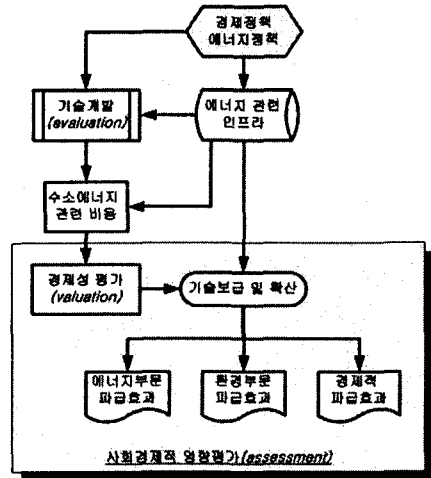 경제정책
에너지정책
기술개발
(evaluation)
에너지 관련
인프라
수소에너지
관련 비용
경제성 평가
(valuation)
기술보급 및 확산
에너지부문
파급효과
환경부문
파급효과
경제적
파급효과
사회경제적 영향평가(assessment)